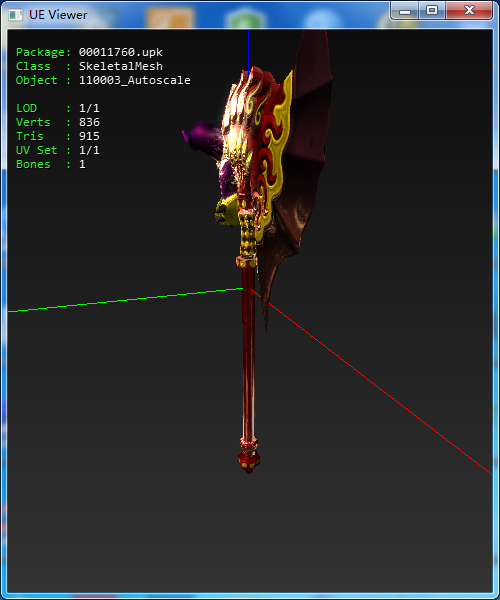 UE Viewer
Package: 00011760.upk
Class  : SkeletalMesh
Object : 110003_Autoscale
LOD    : 1/1
Verts  : 836
Tris   : 915
UV Set : 1/1
Bones  : 1